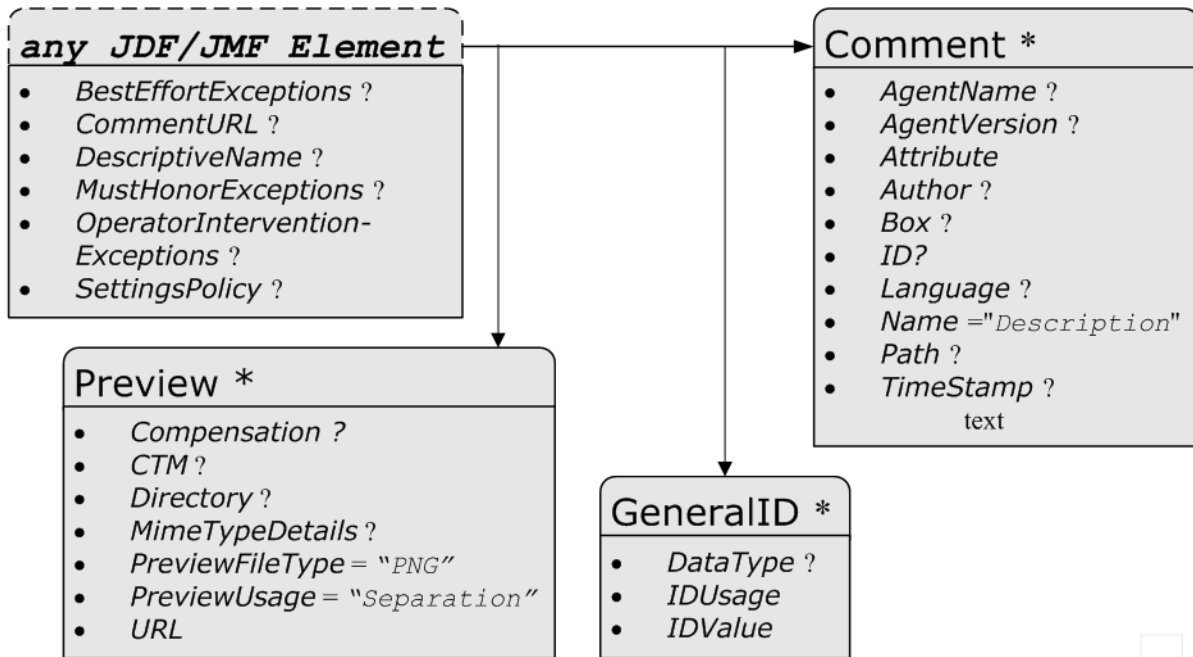 any JDF/JMF Element
• BestEffortExceptions ?
• CommentURL ?
• DescriptiveName ?
• MustHonorExceptions ?
• OperatorIntervention-
Exceptions ?
• SettingsPolicy ?
Comment *
• AgentName ?
• AgentVersion ?
• Attribute
• Author ?
• Box ?
• ID?
• Language ?
• Name ="Description"
• Path ?
• TimeStamp ?
text
Preview *
• Compensation ?
• CTM ?
• Directory ?
• MimeTypeDetails ?
• PreviewFileType = “PNG”
• PreviewUsage = “Separation”
• URL
GeneralID *
• DataType ?
• IDUsage
• IDValue